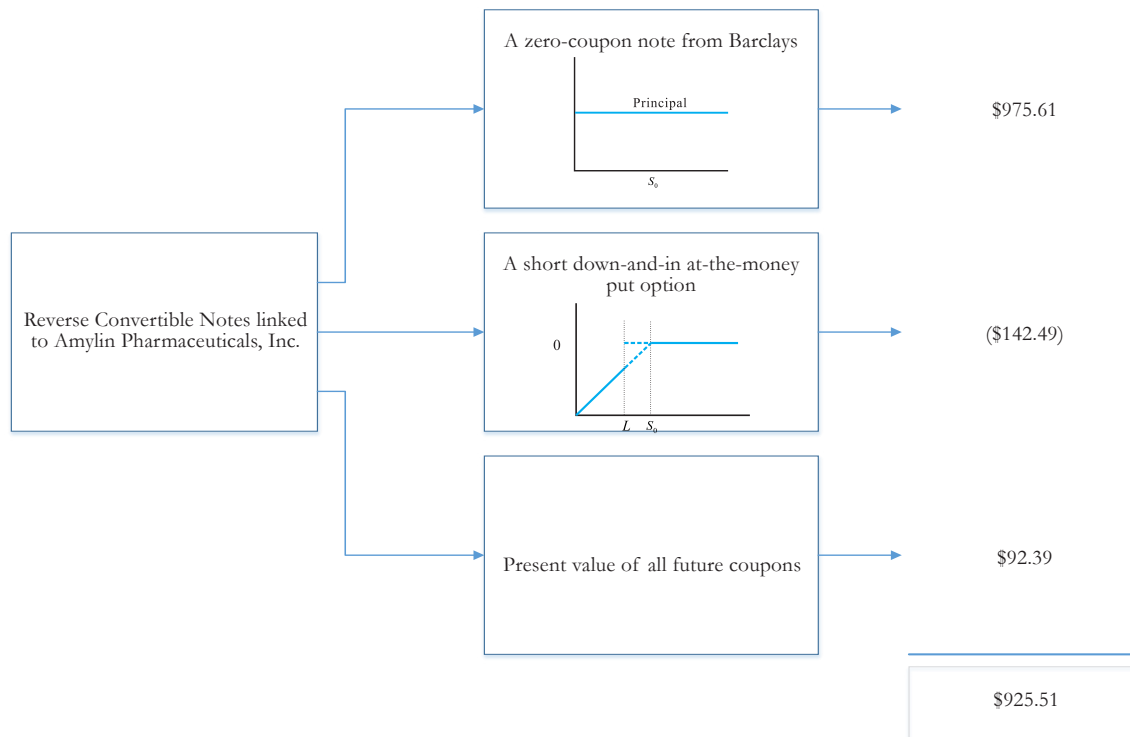 A zero-coupon note from Barclays
Principal
S₀
$975.61
Reverse Convertible Notes linked
to Amylin Pharmaceuticals, Inc.
A short down-and-in at-the-money
put option
0
L S₀
($142.49)
Present value of all future coupons
$92.39
$925.51